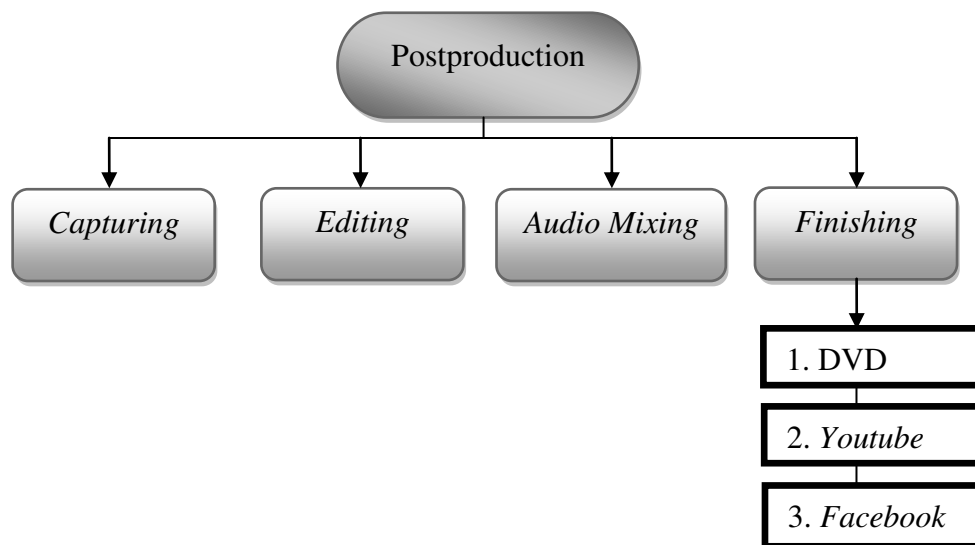 Postproduction
Capturing
Editing
Audio Mixing
Finishing
1. DVD
2. Youtube
3. Facebook